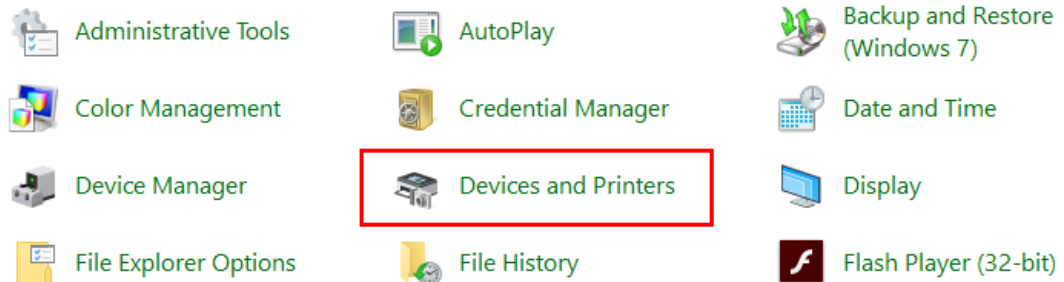 Administrative Tools
AutoPlay
Backup and Restore
(Windows 7)
Color Management
Credential Manager
Date and Time
Device Manager
Devices and Printers
Display
File Explorer Options
File History
Flash Player (32-bit)